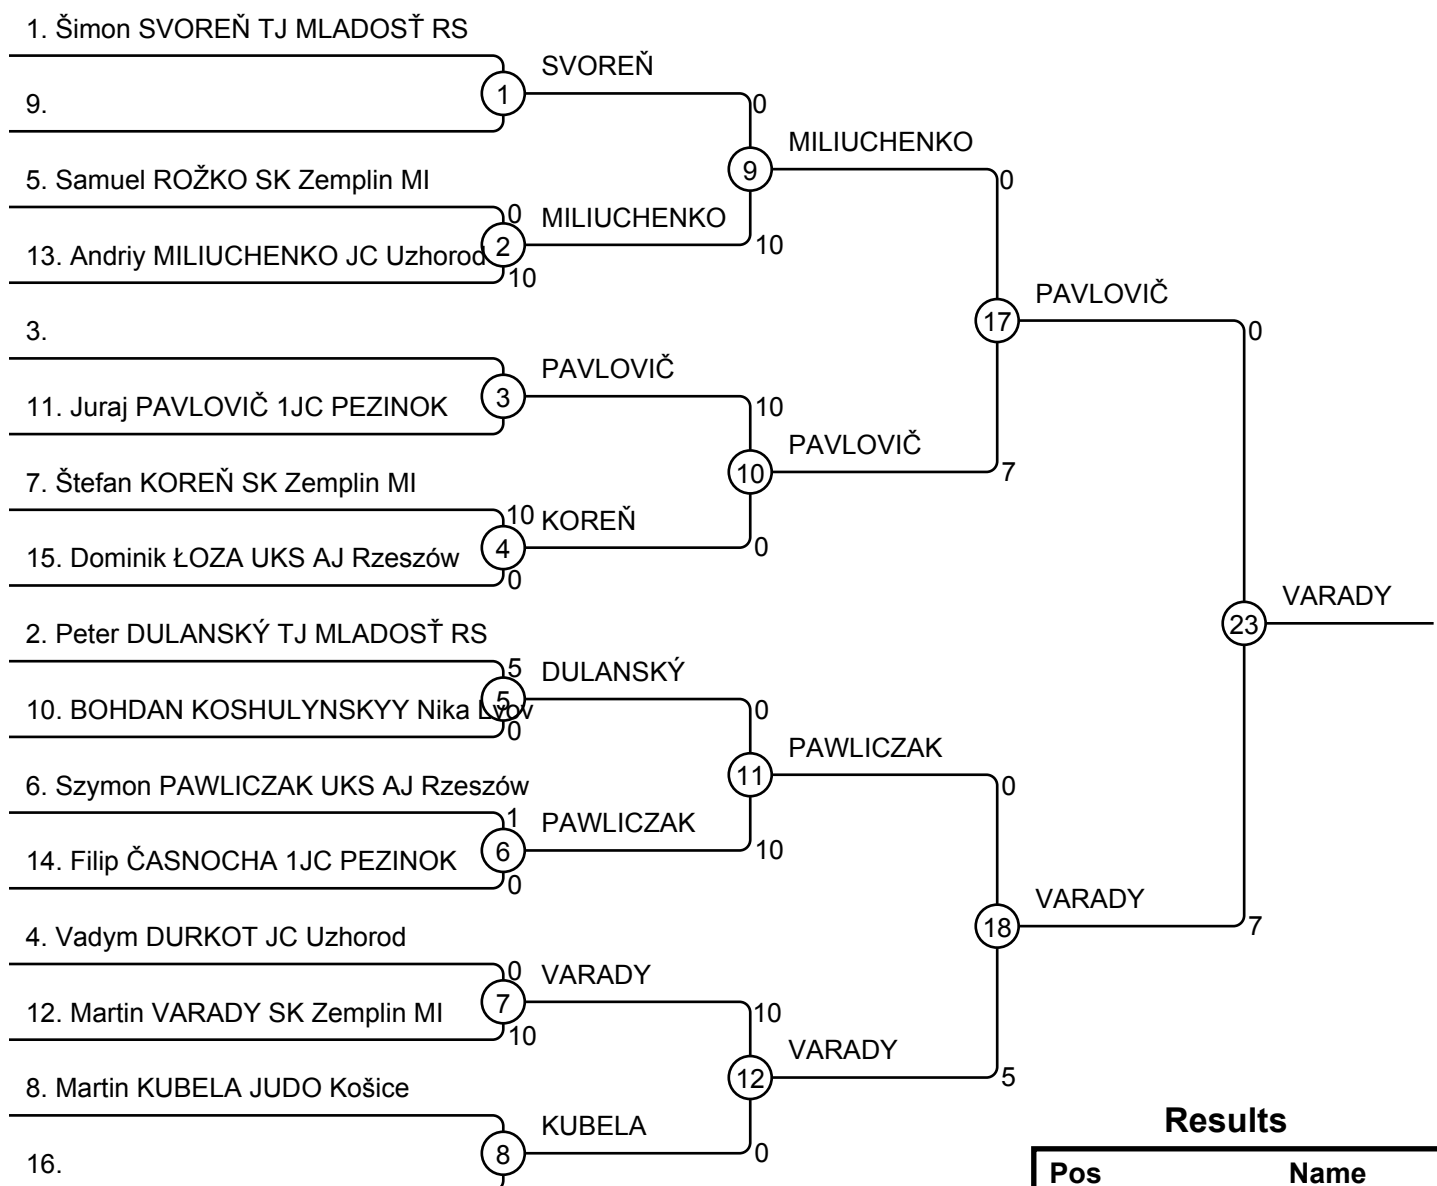 1. Šimon SVOREŇ TJ MLADOSŤ RS
SVOREŇ
1
0
9.
MILIUCHENKO
9
0
5. Samuel ROŽKO SK Zemplin MI
0
MILIUCHENKO
2
10
13. Andriy MILIUCHENKO JC Uzhorod
10
PAVLOVIČ
17
0
3.
PAVLOVIČ
3
10
11. Juraj PAVLOVIČ 1JC PEZINOK
PAVLOVIČ
10
7
7. Štefan KOREŇ SK Zemplin MI
10
KOREŇ
4
0
15. Dominik ŁOZA UKS AJ Rzeszów
0
VARADY
23
2. Peter DULANSKÝ TJ MLADOSŤ RS
5
DULANSKÝ
5
0
10. BOHDAN KOSHULYNSKYY Nika Lvov
0
PAWLICZAK
11
0
6. Szymon PAWLICZAK UKS AJ Rzeszów
1
PAWLICZAK
6
10
14. Filip ČASNOCHA 1JC PEZINOK
0
VARADY
18
7
4. Vadym DURKOT JC Uzhorod
0
VARADY
7
10
12. Martin VARADY SK Zemplin MI
10
VARADY
12
5
8. Martin KUBELA JUDO Košice
KUBELA
8
0
16.
Results
Pos Name